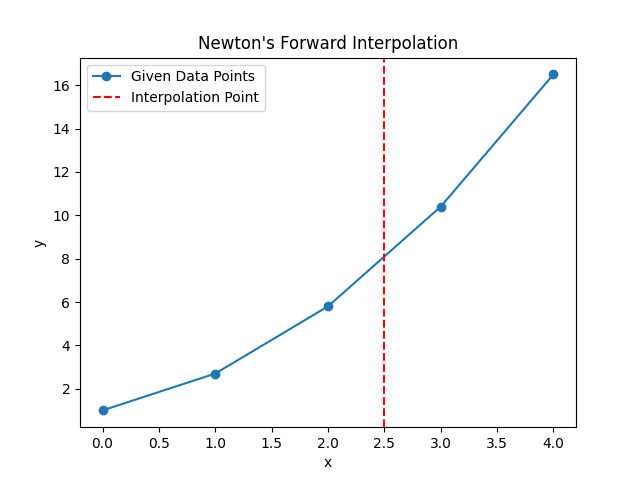 Newton's Forward Interpolation
Given Data Points
Interpolation Point
16
14
12
10
8
6
4
2
y
0.0 0.5 1.0 1.5 2.0 2.5 3.0 3.5 4.0
x